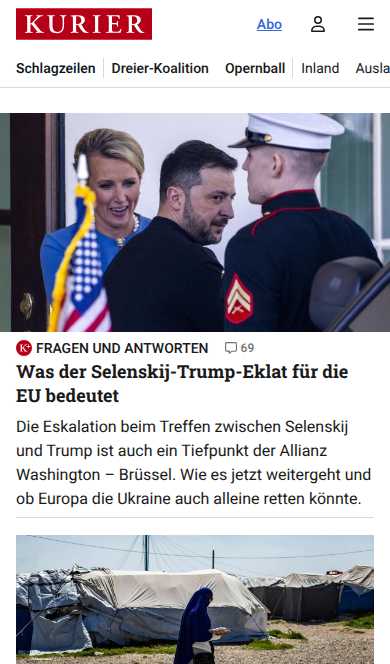 KURIER
Abo
Schlagzeilen
Dreier-Koalition
Opernball
Inland
Ausla
K+ FRAGEN UND ANTWORTEN 69
Was der Selenskij-Trump-Eklat für die
EU bedeutet
Die Eskalation beim Treffen zwischen Selenskij
und Trump ist auch ein Tiefpunkt der Allianz
Washington – Brüssel. Wie es jetzt weitergeht und
ob Europa die Ukraine auch alleine retten könnte.